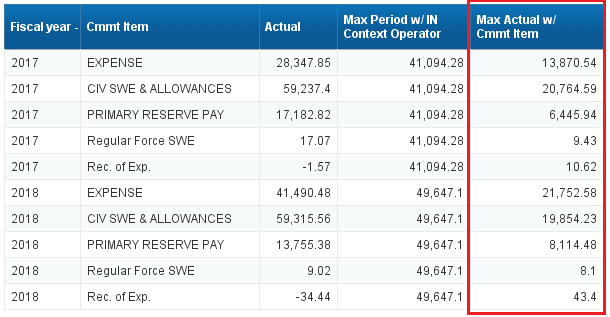 Fiscal year - Cmmt Item Actual Max Period w/ IN Context Operator Max Actual w/ Cmmt Item
2017 EXPENSE 28,347.85 41,094.28 13,870.54
2017 CIV SWE & ALLOWANCES 59,237.4 41,094.28 20,764.59
2017 PRIMARY RESERVE PAY 17,182.82 41,094.28 6,445.94
2017 Regular Force SWE 17.07 41,094.28 9.43
2017 Rec. of Exp. -1.57 41,094.28 10.62
2018 EXPENSE 41,490.48 49,647.1 21,752.58
2018 CIV SWE & ALLOWANCES 59,315.56 49,647.1 19,854.23
2018 PRIMARY RESERVE PAY 13,755.38 49,647.1 8,114.48
2018 Regular Force SWE 9.02 49,647.1 8.1
2018 Rec. of Exp. -34.44 49,647.1 43.4